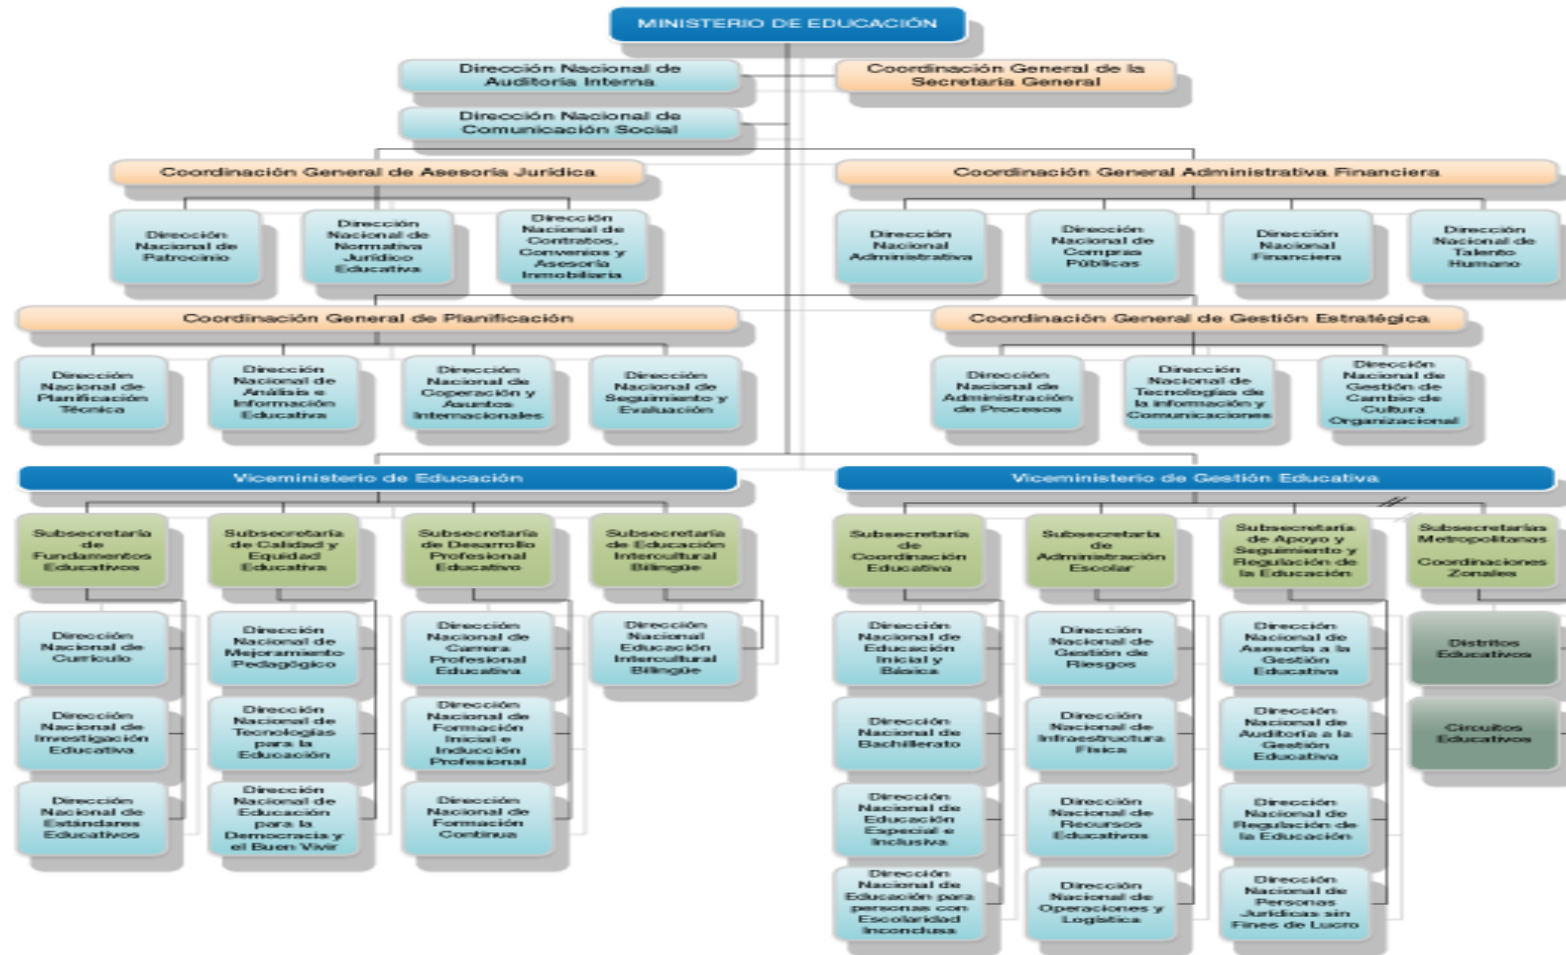 MINISTERIO DE EDUCACIÓN
Dirección Nacional de
Auditoría Interna
Coordinación General de la
Secretaría General
Dirección Nacional de
Comunicación Social
Coordinación General de Asesoría Jurídica
Coordinación General Administrativa Financiera
Dirección
Nacional de
Patrocinio
Dirección
Nacional de
Normativa
Jurídico
Educativa
Dirección
Nacional de
Contratos,
Convenios y
Asesoría
Inmobiliaria
Dirección
Nacional
Administrativa
Dirección
Nacional de
Compras
Públicas
Dirección
Nacional
Financiera
Dirección
Nacional de
Talento
Humano
Coordinación General de Planificación
Coordinación General de Gestión Estratégica
Dirección
Nacional de
Planificación
Técnica
Dirección
Nacional de
Análisis e
Información
Educativa
Dirección
Nacional de
Coperación y
Asuntos
Internacionales
Dirección
Nacional de
Seguimiento y
Evaluación
Dirección
Nacional de
Administración
de Procesos
Dirección
Nacional de
Tecnologías de
la información y
Comunicaciones
Dirección
Nacional de
Gestión de
Cambio de
Cultura
Organizacional
Viceministerio de Educación
Viceministerio de Gestión Educativa
Subsecretaría
de
Fundamentos
Educativos
Subsecretaría
de Calidad y
Equidad
Educativa
Subsecretaría
de Desarrollo
Profesional
Educativo
Subsecretaría
de Educación
Intercultural
Bilingüe
Subsecretaría
de
Coordinación
Educativa
Subsecretaría
de
Administración
Escolar
Subsecretaría
de Apoyo y
Seguimiento y
Regulación de
la Educación
Subsecretarías
Metropolitanas
Coordinaciones
Zonales
Dirección
Nacional de
Currículo
Dirección
Nacional de
Mejoramiento
Pedagógico
Dirección
Nacional de
Carrera
Profesional
Educativa
Dirección
Nacional
Educación
Intercultural
Bilingüe
Dirección
Nacional de
Educación
Inicial y
Básica
Dirección
Nacional de
Gestión de
Riesgos
Dirección
Nacional de
Asesoría a la
Gestión
Educativa
Distritos
Educativos
Dirección
Nacional de
Investigación
Educativa
Dirección
Nacional de
Tecnologías
para la
Educación
Dirección
Nacional de
Formación
Inicial e
Inducción
Profesional
Dirección
Nacional de
Bachillerato
Dirección
Nacional de
Infraestructura
Física
Dirección
Nacional de
Auditoría a la
Gestión
Educativa
Circuitos
Educativos
Dirección
Nacional de
Estándares
Educativos
Dirección
Nacional de
Educación
para la
Democracia y
el Buen Vivir
Dirección
Nacional de
Formación
Continua
Dirección
Nacional de
Educación
Especial e
Inclusiva
Dirección
Nacional de
Recursos
Educativos
Dirección
Nacional de
Regulación de
la Educación
Dirección
Nacional de
Educación para
personas con
Escolaridad
Inconclusa
Dirección
Nacional de
Operaciones y
Logística
Dirección
Nacional de
Personas
Jurídicas sin
Fines de Lucro